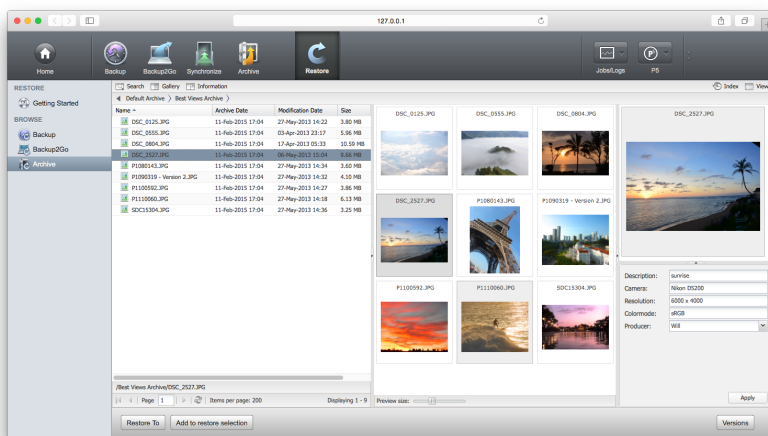 127.0.0.1
Home
Backup
Backup2Go
Synchronize
Archive
Restore
Jobs/Logs
P5
RESTORE
Getting Started
BROWSE
Backup
Backup2Go
Archive
Search Gallery Information
Index View
Default Archive Best Views Archive
Name Archive Date Modification Date Size
DSC_0125.JPG 11-Feb-2015 17:04 27-May-2013 14:22 3.80 MB
DSC_0555.JPG 11-Feb-2015 17:04 03-Apr-2013 23:17 5.96 MB
DSC_0804.JPG 11-Feb-2015 17:04 17-Apr-2013 05:33 10.59 MB
DSC_2527.JPG 11-Feb-2015 17:04 06-May-2013 15:04 8.66 MB
P1080143.JPG 11-Feb-2015 17:04 27-May-2013 14:34 3.60 MB
P1090319 - Version 2.JPG 11-Feb-2015 17:04 27-May-2013 14:32 4.10 MB
P1100592.JPG 11-Feb-2015 17:04 27-May-2013 14:27 3.86 MB
P1110060.JPG 11-Feb-2015 17:04 27-May-2013 14:18 6.13 MB
SDC15304.JPG 11-Feb-2015 17:04 27-May-2013 14:36 3.25 MB
/Best Views Archive/DSC_2527.JPG
Page 1 Items per page: 200 Displaying 1 - 9
DSC_0125.JPG DSC_0555.JPG DSC_0804.JPG
DSC_2527.JPG P1080143.JPG P1090319 - Version 2.JPG
P1100592.JPG P1110060.JPG SDC15304.JPG
Preview size:
DSC_2527.JPG
Description: sunrise
Camera: Nikon D5200
Resolution: 6000 x 4000
Colormode: sRGB
Producer: Will
Apply
Restore To
Add to restore selection
Versions